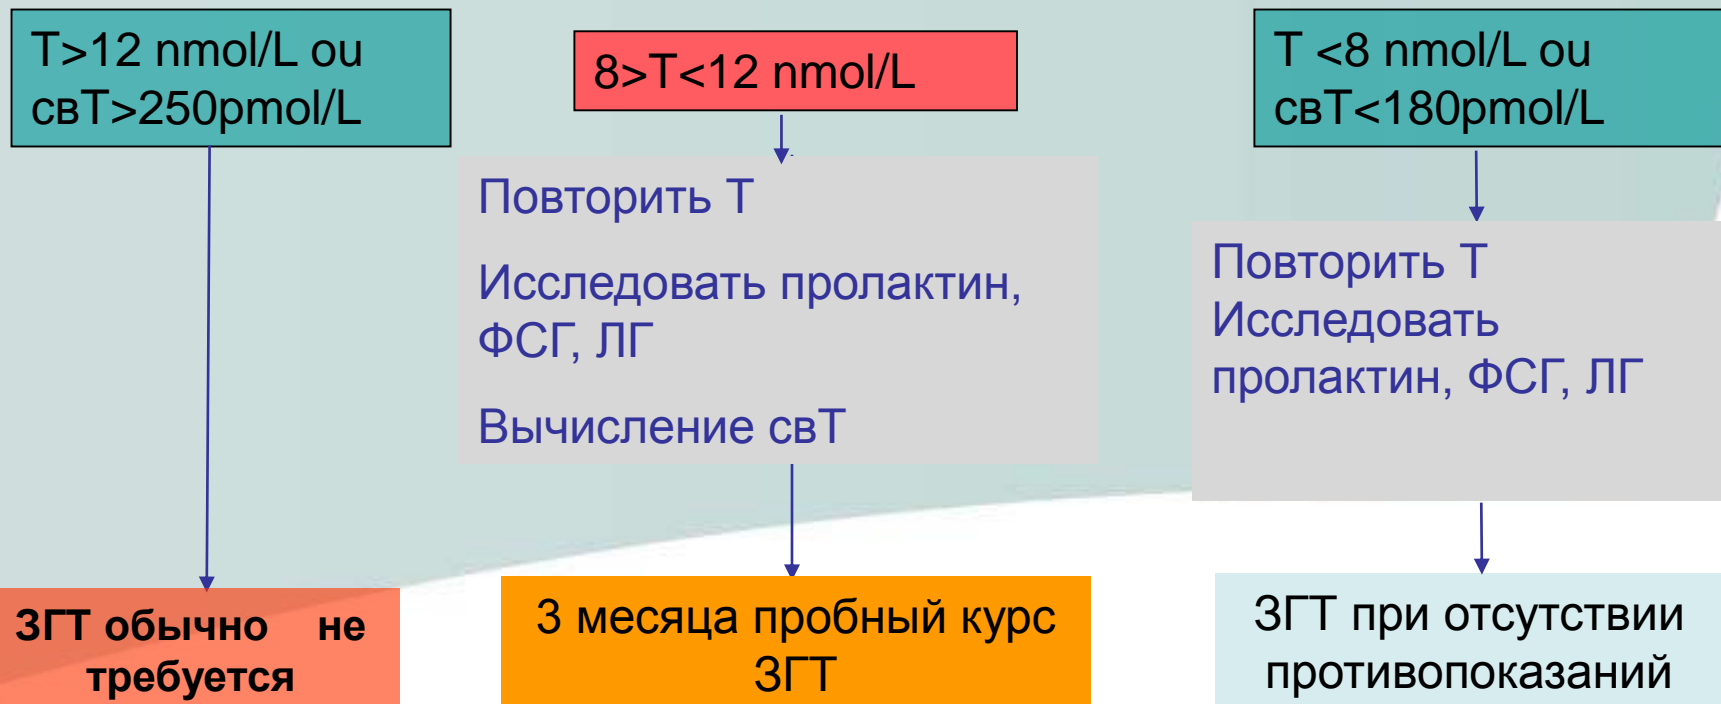 T>12 nmol/L ou
свТ>250pmol/L
8>T<12 nmol/L
T <8 nmol/L ou
свТ<180pmol/L
Повторить Т
Исследовать пролактин,
ФСГ, ЛГ
Вычисление свТ
Повторить Т
Исследовать
пролактин, ФСГ, ЛГ
ЗГТ обычно не
требуется
3 месяца пробный курс
ЗГТ
ЗГТ при отсутствии
противопоказаний